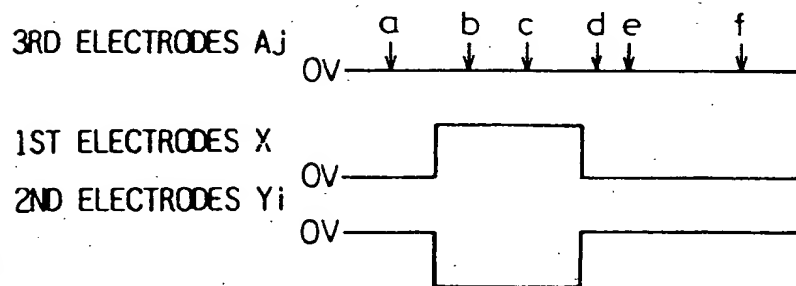 a b c d e f
3RD ELECTRODES Aj
0V
1ST ELECTRODES X
0V
2ND ELECTRODES Yi
0V